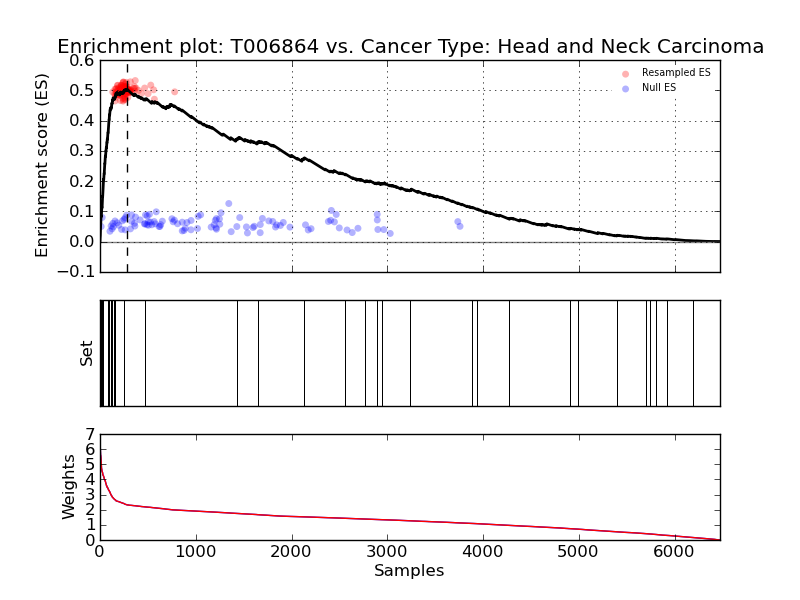 Enrichment plot: T006864 vs. Cancer Type: Head and Neck Carcinoma
Enrichment score (ES)
0.6
0.5
0.4
0.3
0.2
0.1
0.0
−0.1
Resampled ES
Null ES
Set
Weights
7
6
5
4
3
2
1
0
0 1000 2000 3000 4000 5000 6000
Samples